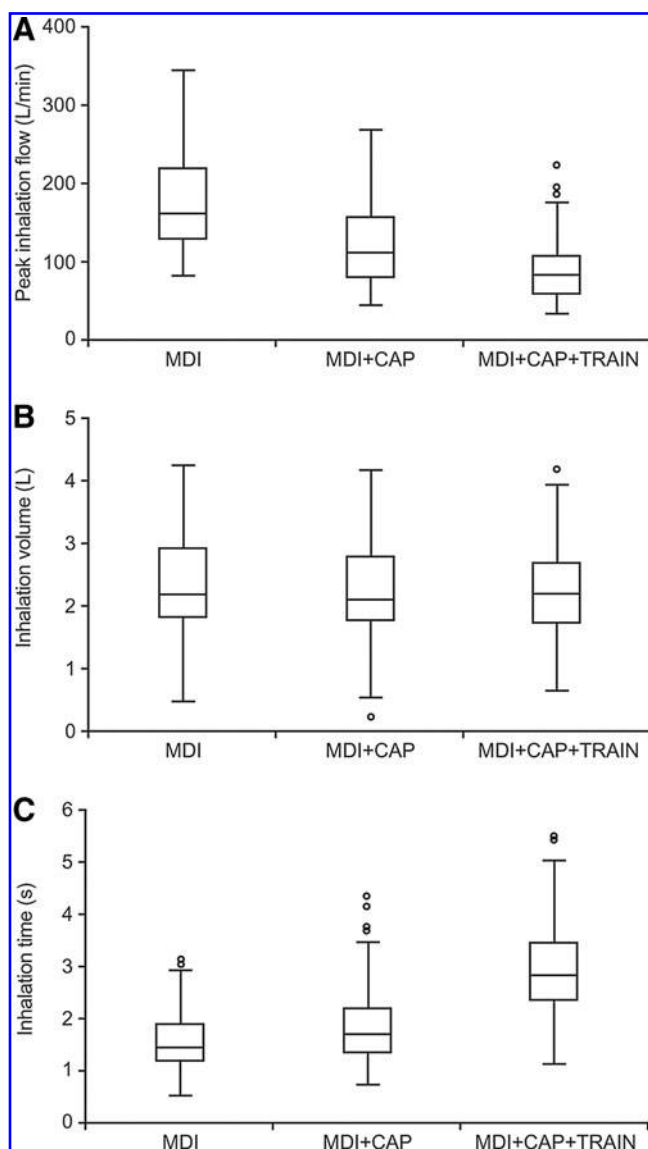 A
Peak inhalation flow (L/min)
400
300
200
100
0
MDI MDI+CAP MDI+CAP+TRAIN
B
Inhalation volume (L)
5
4
3
2
1
0
MDI MDI+CAP MDI+CAP+TRAIN
C
Inhalation time (s)
6
5
4
3
2
1
0
MDI MDI+CAP MDI+CAP+TRAIN